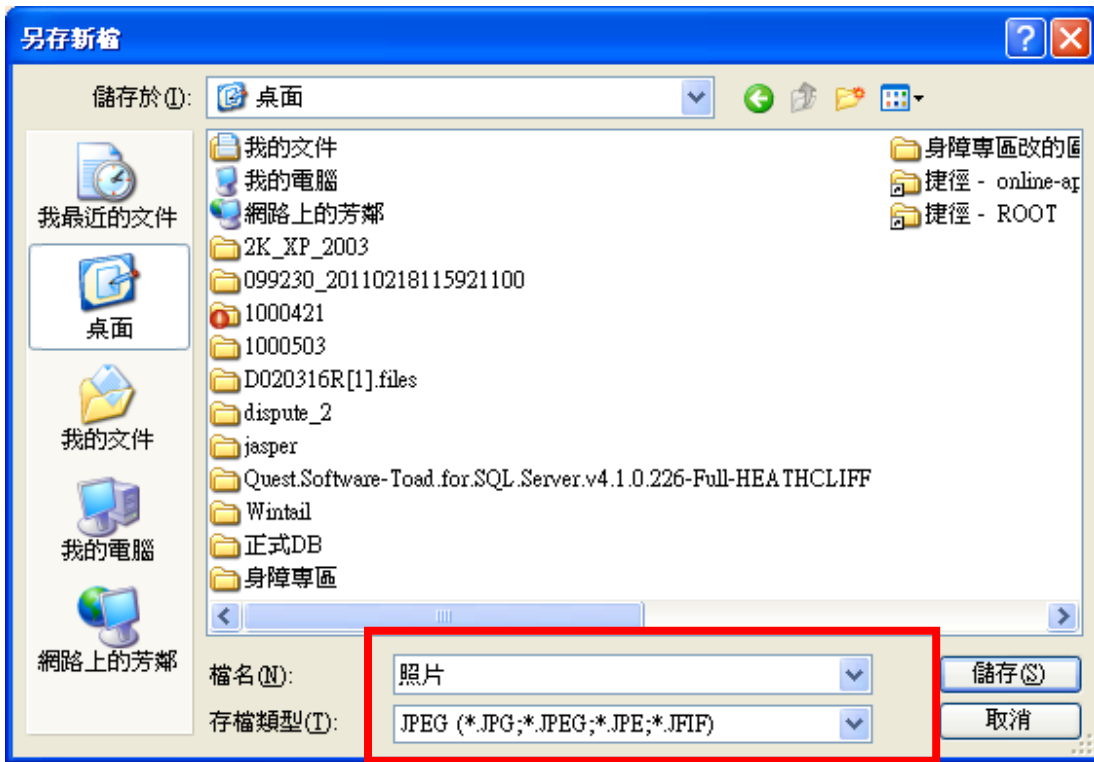 另存新檔
儲存於(I):
桌面
我最近的文件
桌面
我的文件
我的電腦
網路上的芳鄰
我的文件
我的電腦
網路上的芳鄰
2K_XP_2003
099230_20110218115921100
1000421
1000503
D020316R[1].files
dispute_2
jasper
Quest.Software-Toad.for.SQL.Server.v4.1.0.226-Full-HEATHCLIFF
Wintail
正式DB
身障專區
身障專區改的
捷徑 - online-ap
捷徑 - ROOT
檔名(N):
照片
儲存(S)
存檔類型(T):
JPEG (*.JPG;*.JPEG;*.JPE;*.JFIF)
取消